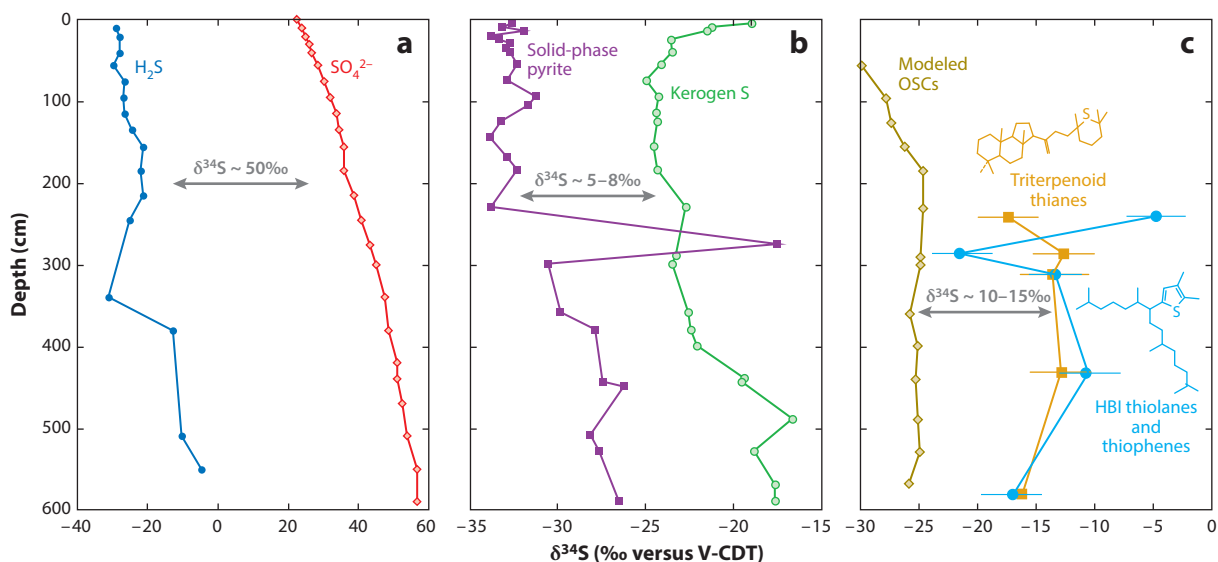 a
b
c
0
100
200
300
400
500
600
Depth (cm)
H₂S
SO₄²⁻
δ³⁴S ~ 50‰
–40
–20
0
20
40
60
Solid-phase
pyrite
Kerogen S
δ³⁴S ~ 5–8‰
–35
–30
–25
–20
–15
δ³⁴S (‰ versus V-CDT)
Modeled
OSCs
S
Triterpenoid
thianes
δ³⁴S ~ 10–15‰
S
HBI thiolanes
and
thiophenes
–30
–25
–20
–15
–10
–5
0